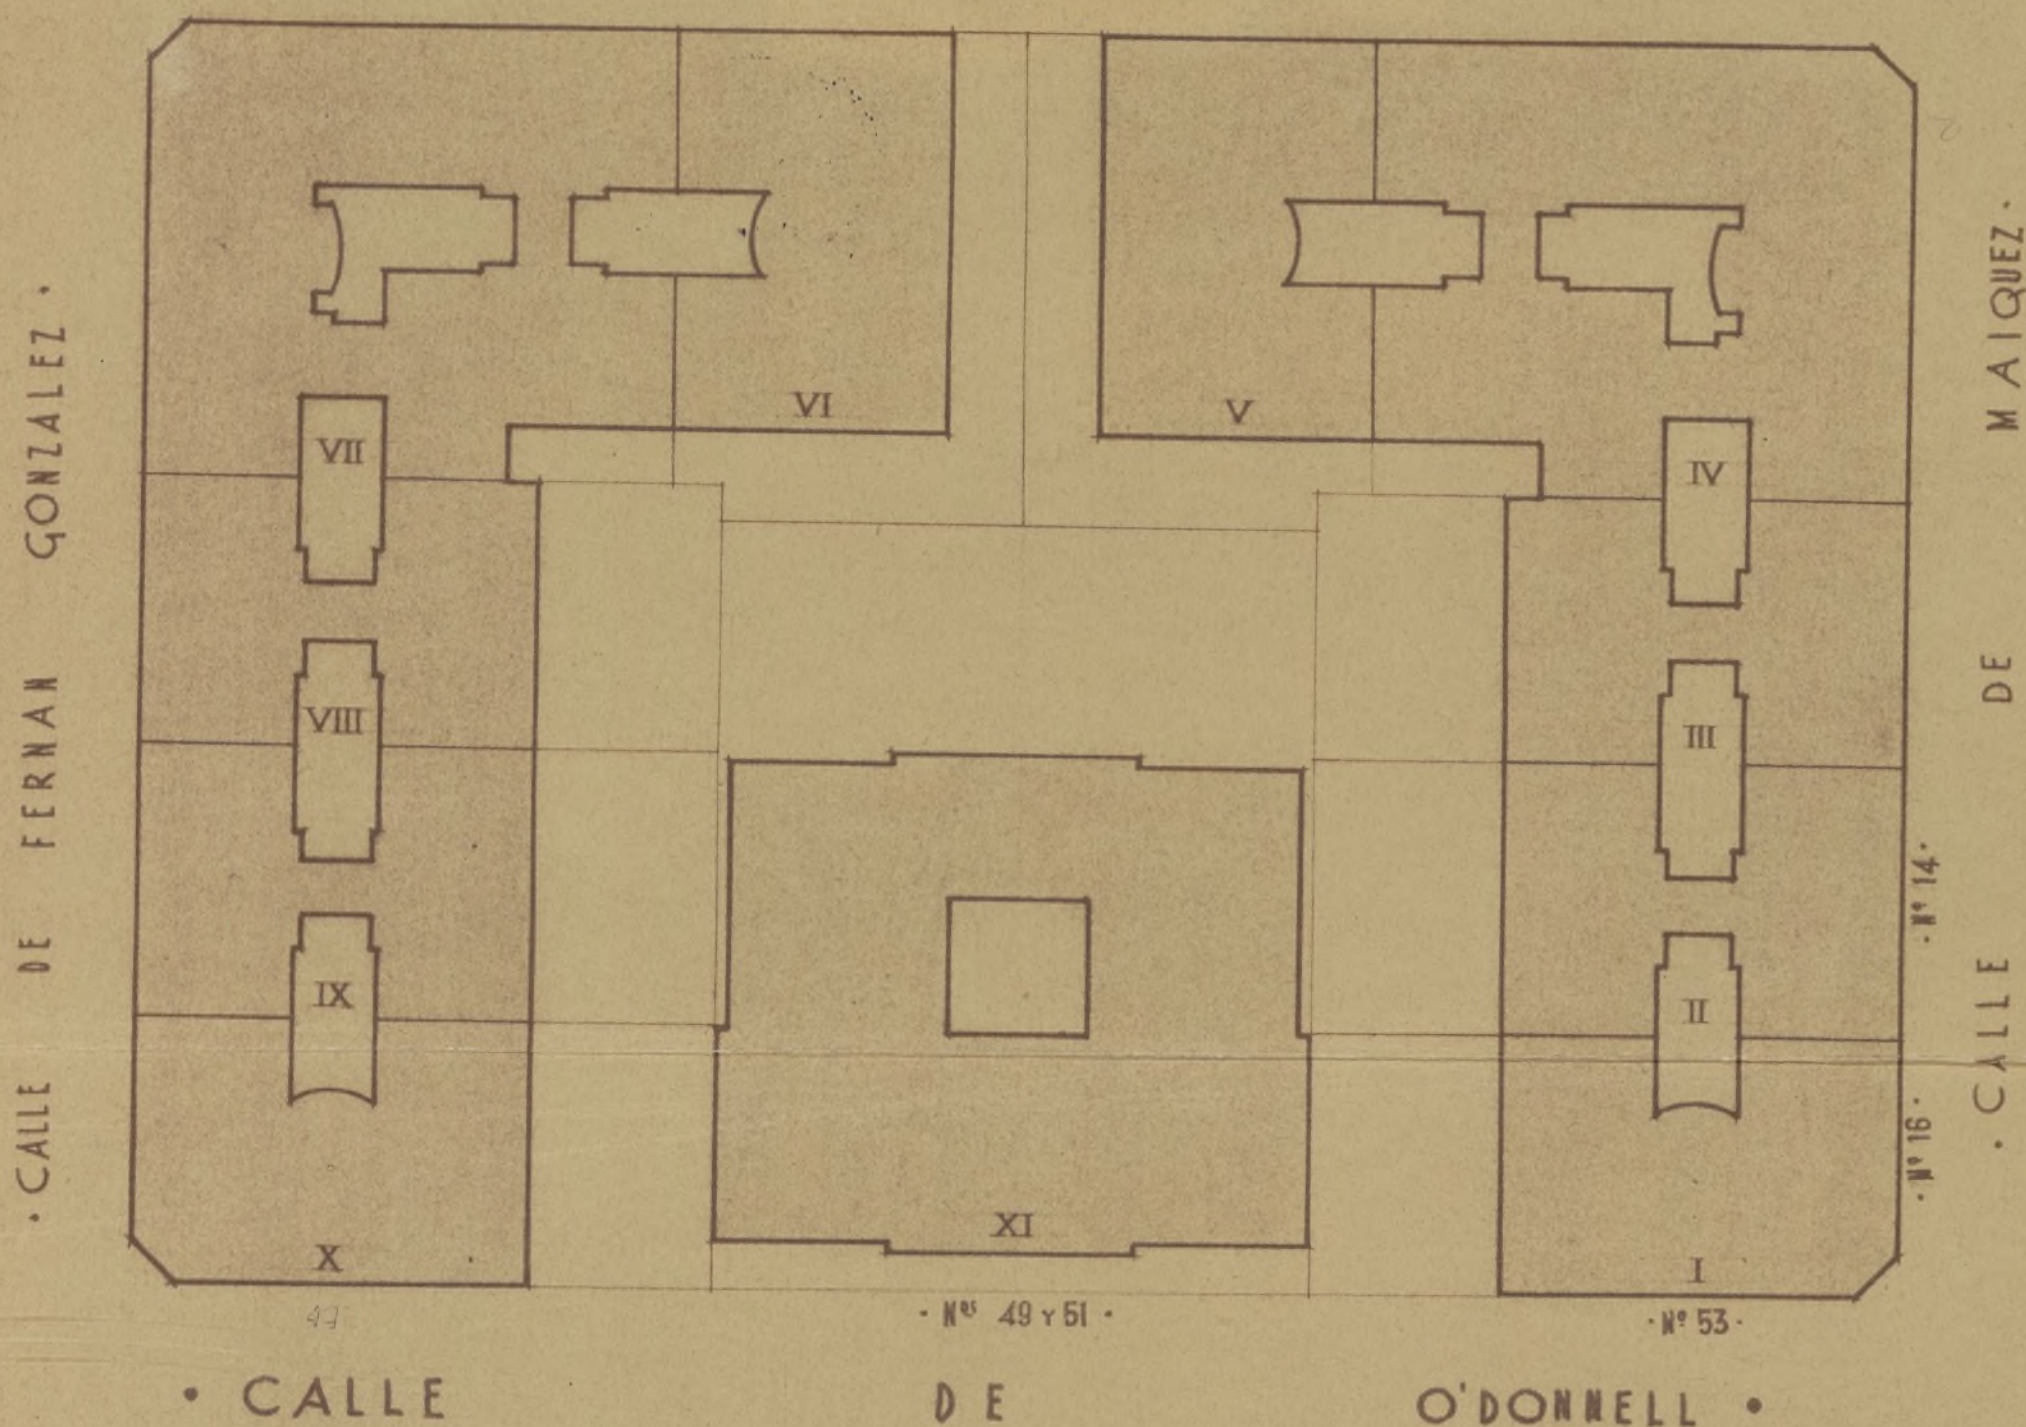 · CALLE DE FERNAN GONZALEZ ·
VI
V
VII
IV
VIII
III
IX
II
XI
X
I
· CALLE DE MAIQUEZ ·
· Nº 14 ·
· Nº 16 ·
47
· Nºs 49 Y 51 ·
· Nº 53 ·
· CALLE DE O'DONNELL ·